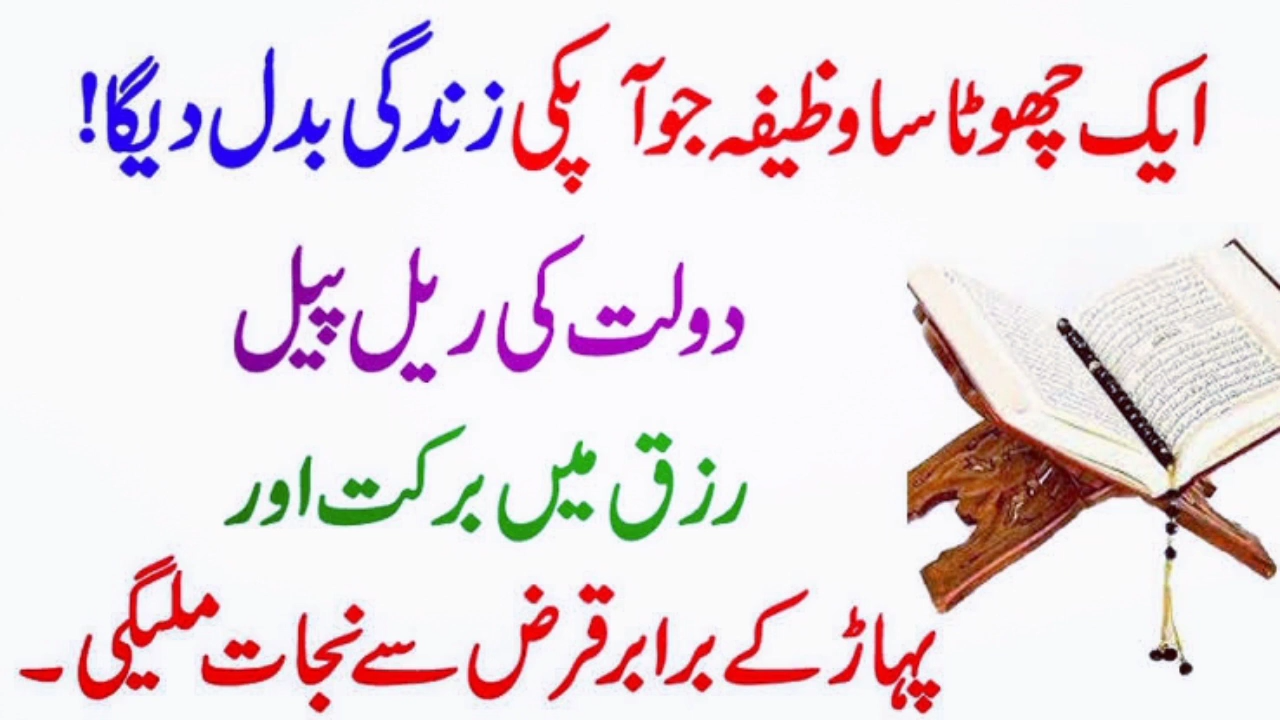 ایک چھوٹا سا وظیفہ جو آپکی زندگی بدل دیگا!
دولت کی ریل پیل
رزق میں برکت اور
پہاڑ کے برابر قرض سے نجات ملیگیی۔